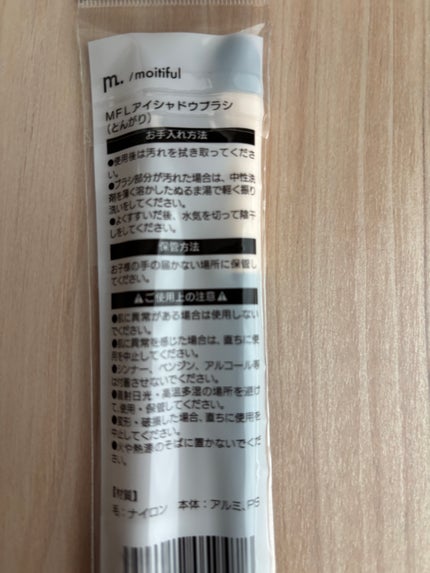 m. /moitiful
MFLアイシャドウブラシ
（とんがり）
お手入れ方法
●使用後は汚れを拭き取ってくださ
い。
●ブラシ部分が汚れた場合は、中性洗
剤を薄く溶かしたぬるま湯で軽く振り
洗いをしてください。
●よくすすいだ後、水気を切って陰干
しをしてください。
保管方法
お子様の手の届かない場所に保管し
てください。
⚠ご使用上の注意⚠
●肌に異常がある場合は使用しない
でください。
●肌に異常を感じた場合は、直ちに使
用を中止してください。
●シンナー、ベンジン、アルコール等
は付着させないでください。
●直射日光・高温多湿の場所を避け
て、使用・保管してください。
●変形・破損した場合、直ちに使用を
中止してください。
●火や熱源のそばに置かないでくだ
さい。
【材質】
毛：ナイロン 本体：アルミ、PS